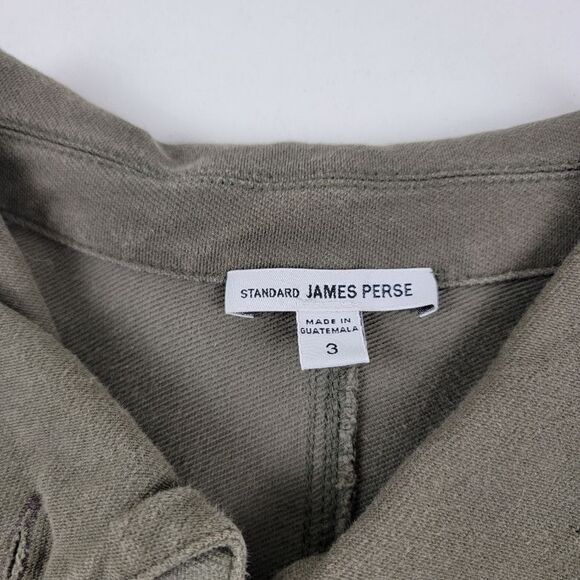 STANDARD JAMES PERSE
MADE IN
GUATEMALA
3